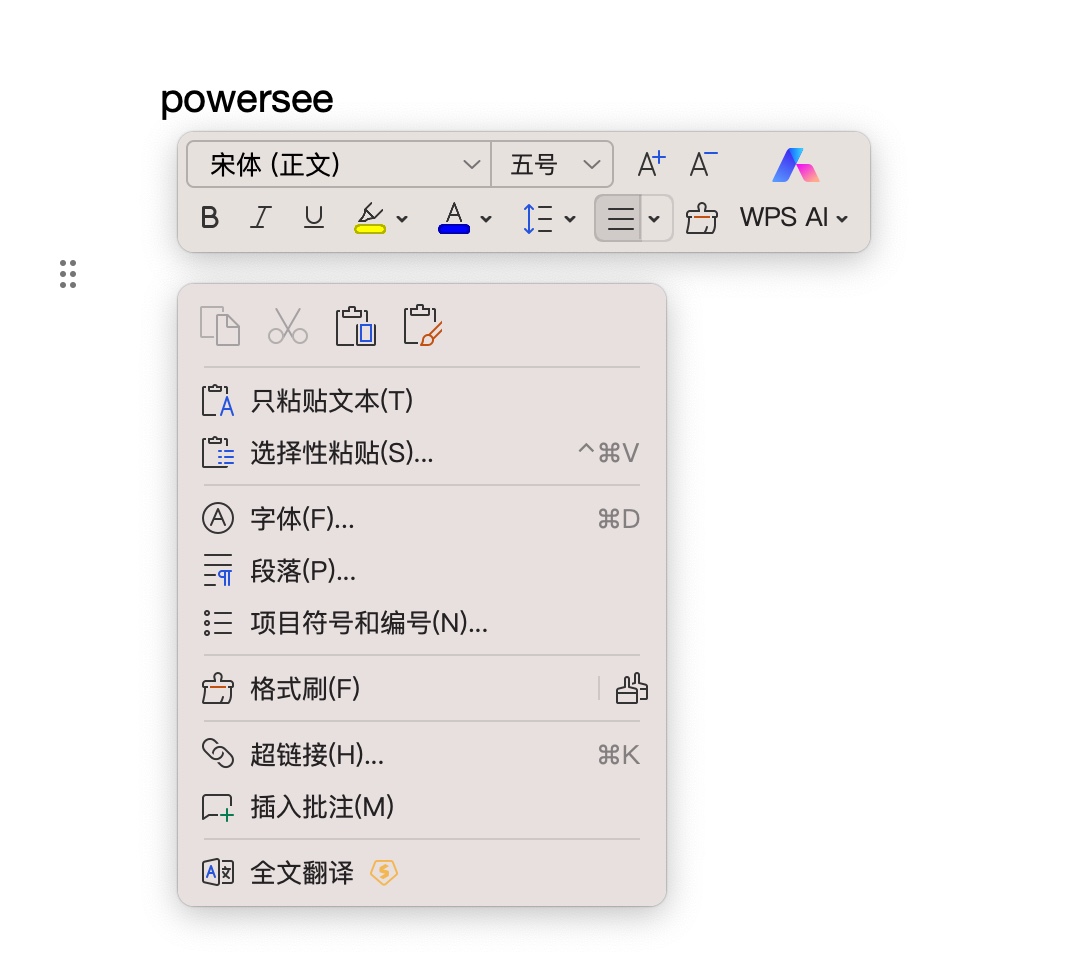 powersee
宋体 (正文) 五号 A+ A-
B I U A WPS AI
只粘贴文本(T)
选择性粘贴(S)... ^⌘V
字体(F)... ⌘D
段落(P)...
项目符号和编号(N)...
格式刷(F)
超链接(H)... ⌘K
插入批注(M)
全文翻译